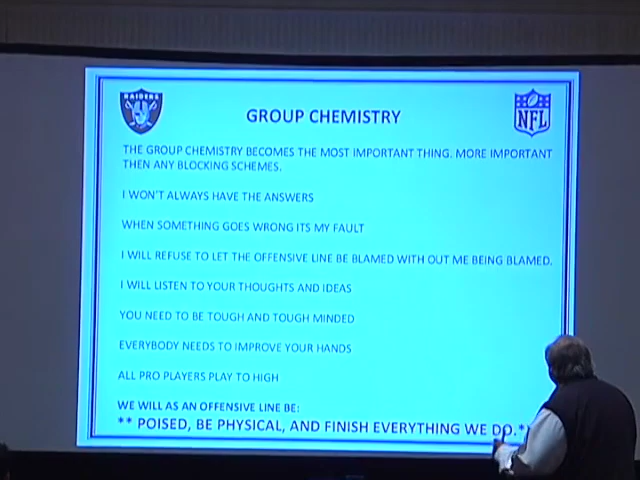 RAIDERS
NFL
GROUP CHEMISTRY
THE GROUP CHEMISTRY BECOMES THE MOST IMPORTANT THING. MORE IMPORTANT
THEN ANY BLOCKING SCHEMES.
I WON'T ALWAYS HAVE THE ANSWERS
WHEN SOMETHING GOES WRONG ITS MY FAULT
I WILL REFUSE TO LET THE OFFENSIVE LINE BE BLAMED WITH OUT ME BEING BLAMED.
I WILL LISTEN TO YOUR THOUGHTS AND IDEAS
YOU NEED TO BE TOUGH AND TOUGH MINDED
EVERYBODY NEEDS TO IMPROVE YOUR HANDS
ALL PRO PLAYERS PLAY TO HIGH
WE WILL AS AN OFFENSIVE LINE BE:
** POISED, BE PHYSICAL, AND FINISH EVERYTHING WE DO.*